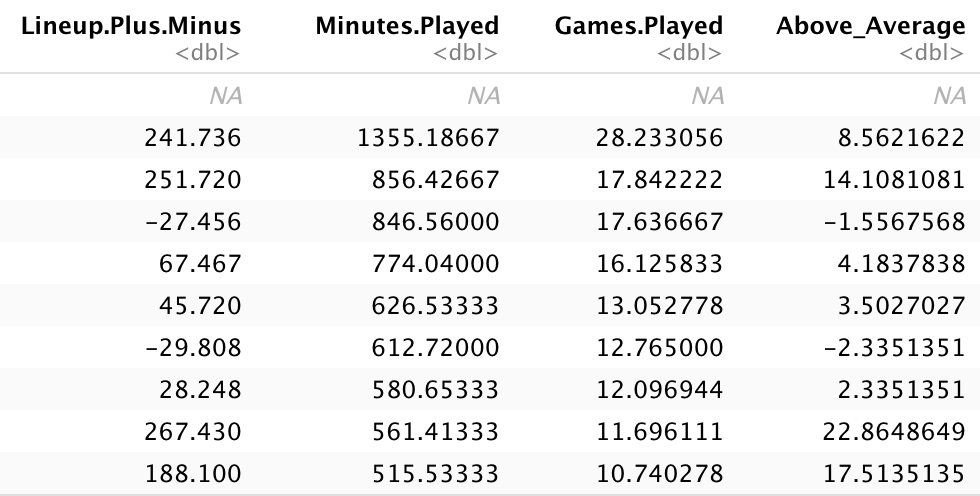 Lineup.Plus.Minus Minutes.Played Games.Played Above_Average
<dbl> <dbl> <dbl> <dbl>
NA NA NA NA
241.736 1355.18667 28.233056 8.5621622
251.720 856.42667 17.842222 14.1081081
-27.456 846.56000 17.636667 -1.5567568
67.467 774.04000 16.125833 4.1837838
45.720 626.53333 13.052778 3.5027027
-29.808 612.72000 12.765000 -2.3351351
28.248 580.65333 12.096944 2.3351351
267.430 561.41333 11.696111 22.8648649
188.100 515.53333 10.740278 17.5135135